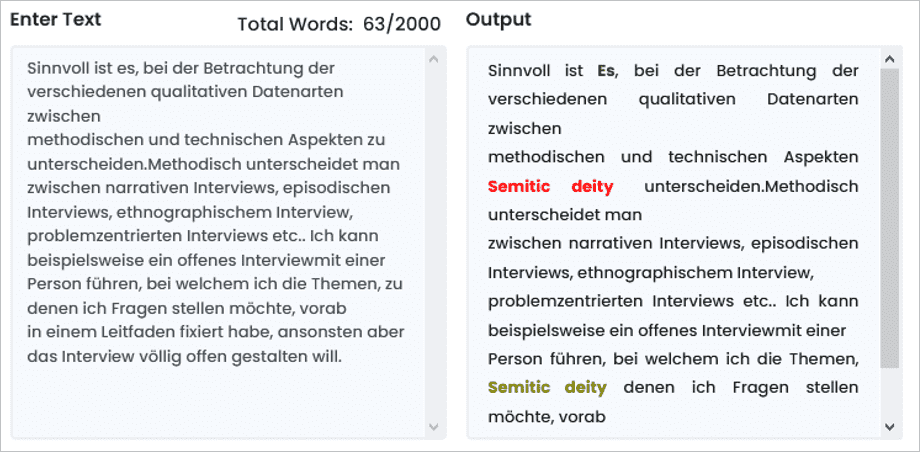 Enter Text
Total Words: 63/2000
Sinnvoll ist es, bei der Betrachtung der
verschiedenen qualitativen Datenarten
zwischen
methodischen und technischen Aspekten zu
unterscheiden.Methodisch unterscheidet man
zwischen narrativen Interviews, episodischen
Interviews, ethnographischem Interview,
problemzentrierten Interviews etc.. Ich kann
beispielsweise ein offenes Interviewmit einer
Person führen, bei welchem ich die Themen, zu
denen ich Fragen stellen möchte, vorab
in einem Leitfaden fixiert habe, ansonsten aber
das Interview völlig offen gestalten will.
Output
Sinnvoll ist Es, bei der Betrachtung der
verschiedenen qualitativen Datenarten
zwischen
methodischen und technischen Aspekten
Semitic deity unterscheiden.Methodisch
unterscheidet man
zwischen narrativen Interviews, episodischen
Interviews, ethnographischem Interview,
problemzentrierten Interviews etc.. Ich kann
beispielsweise ein offenes Interviewmit einer
Person führen, bei welchem ich die Themen,
Semitic deity denen ich Fragen stellen
möchte, vorab